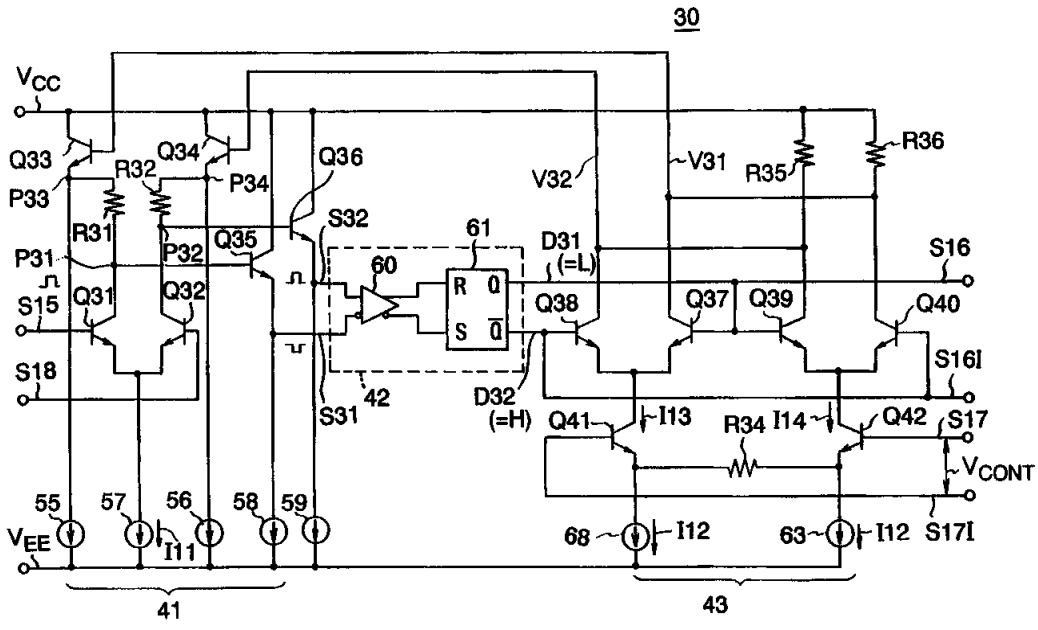 30
VCC
Q33
Q34
R32
Q36
P33
P34
R31
Q35
S32
V32
V31
R35
R36
P31
P32
60
61
D31
(=L)
S16
R Q
S Q̅
S15
Q31
Q32
Q38
Q37
Q39
Q40
S18
42
S31
D32
(=H)
S16I
Q41
I13
I14
Q42
S17
R34
VCONT
S17I
55
57
56
58
59
I11
68
I12
63
I12
VEE
41
43